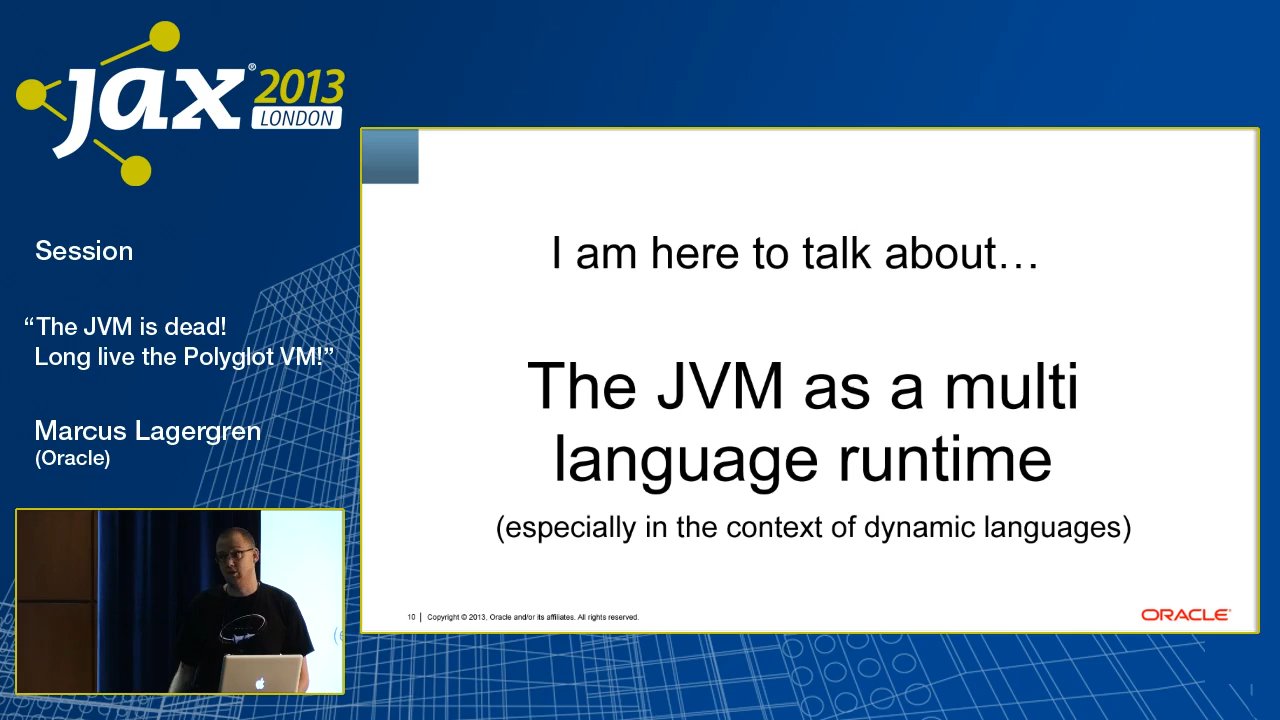 jax® 2013
LONDON
Session
“The JVM is dead!
Long live the Polyglot VM!”
Marcus Lagergren
(Oracle)
I am here to talk about…
The JVM as a multi
language runtime
(especially in the context of dynamic languages)
10 | Copyright © 2013, Oracle and/or its affiliates. All rights reserved.
ORACLE®